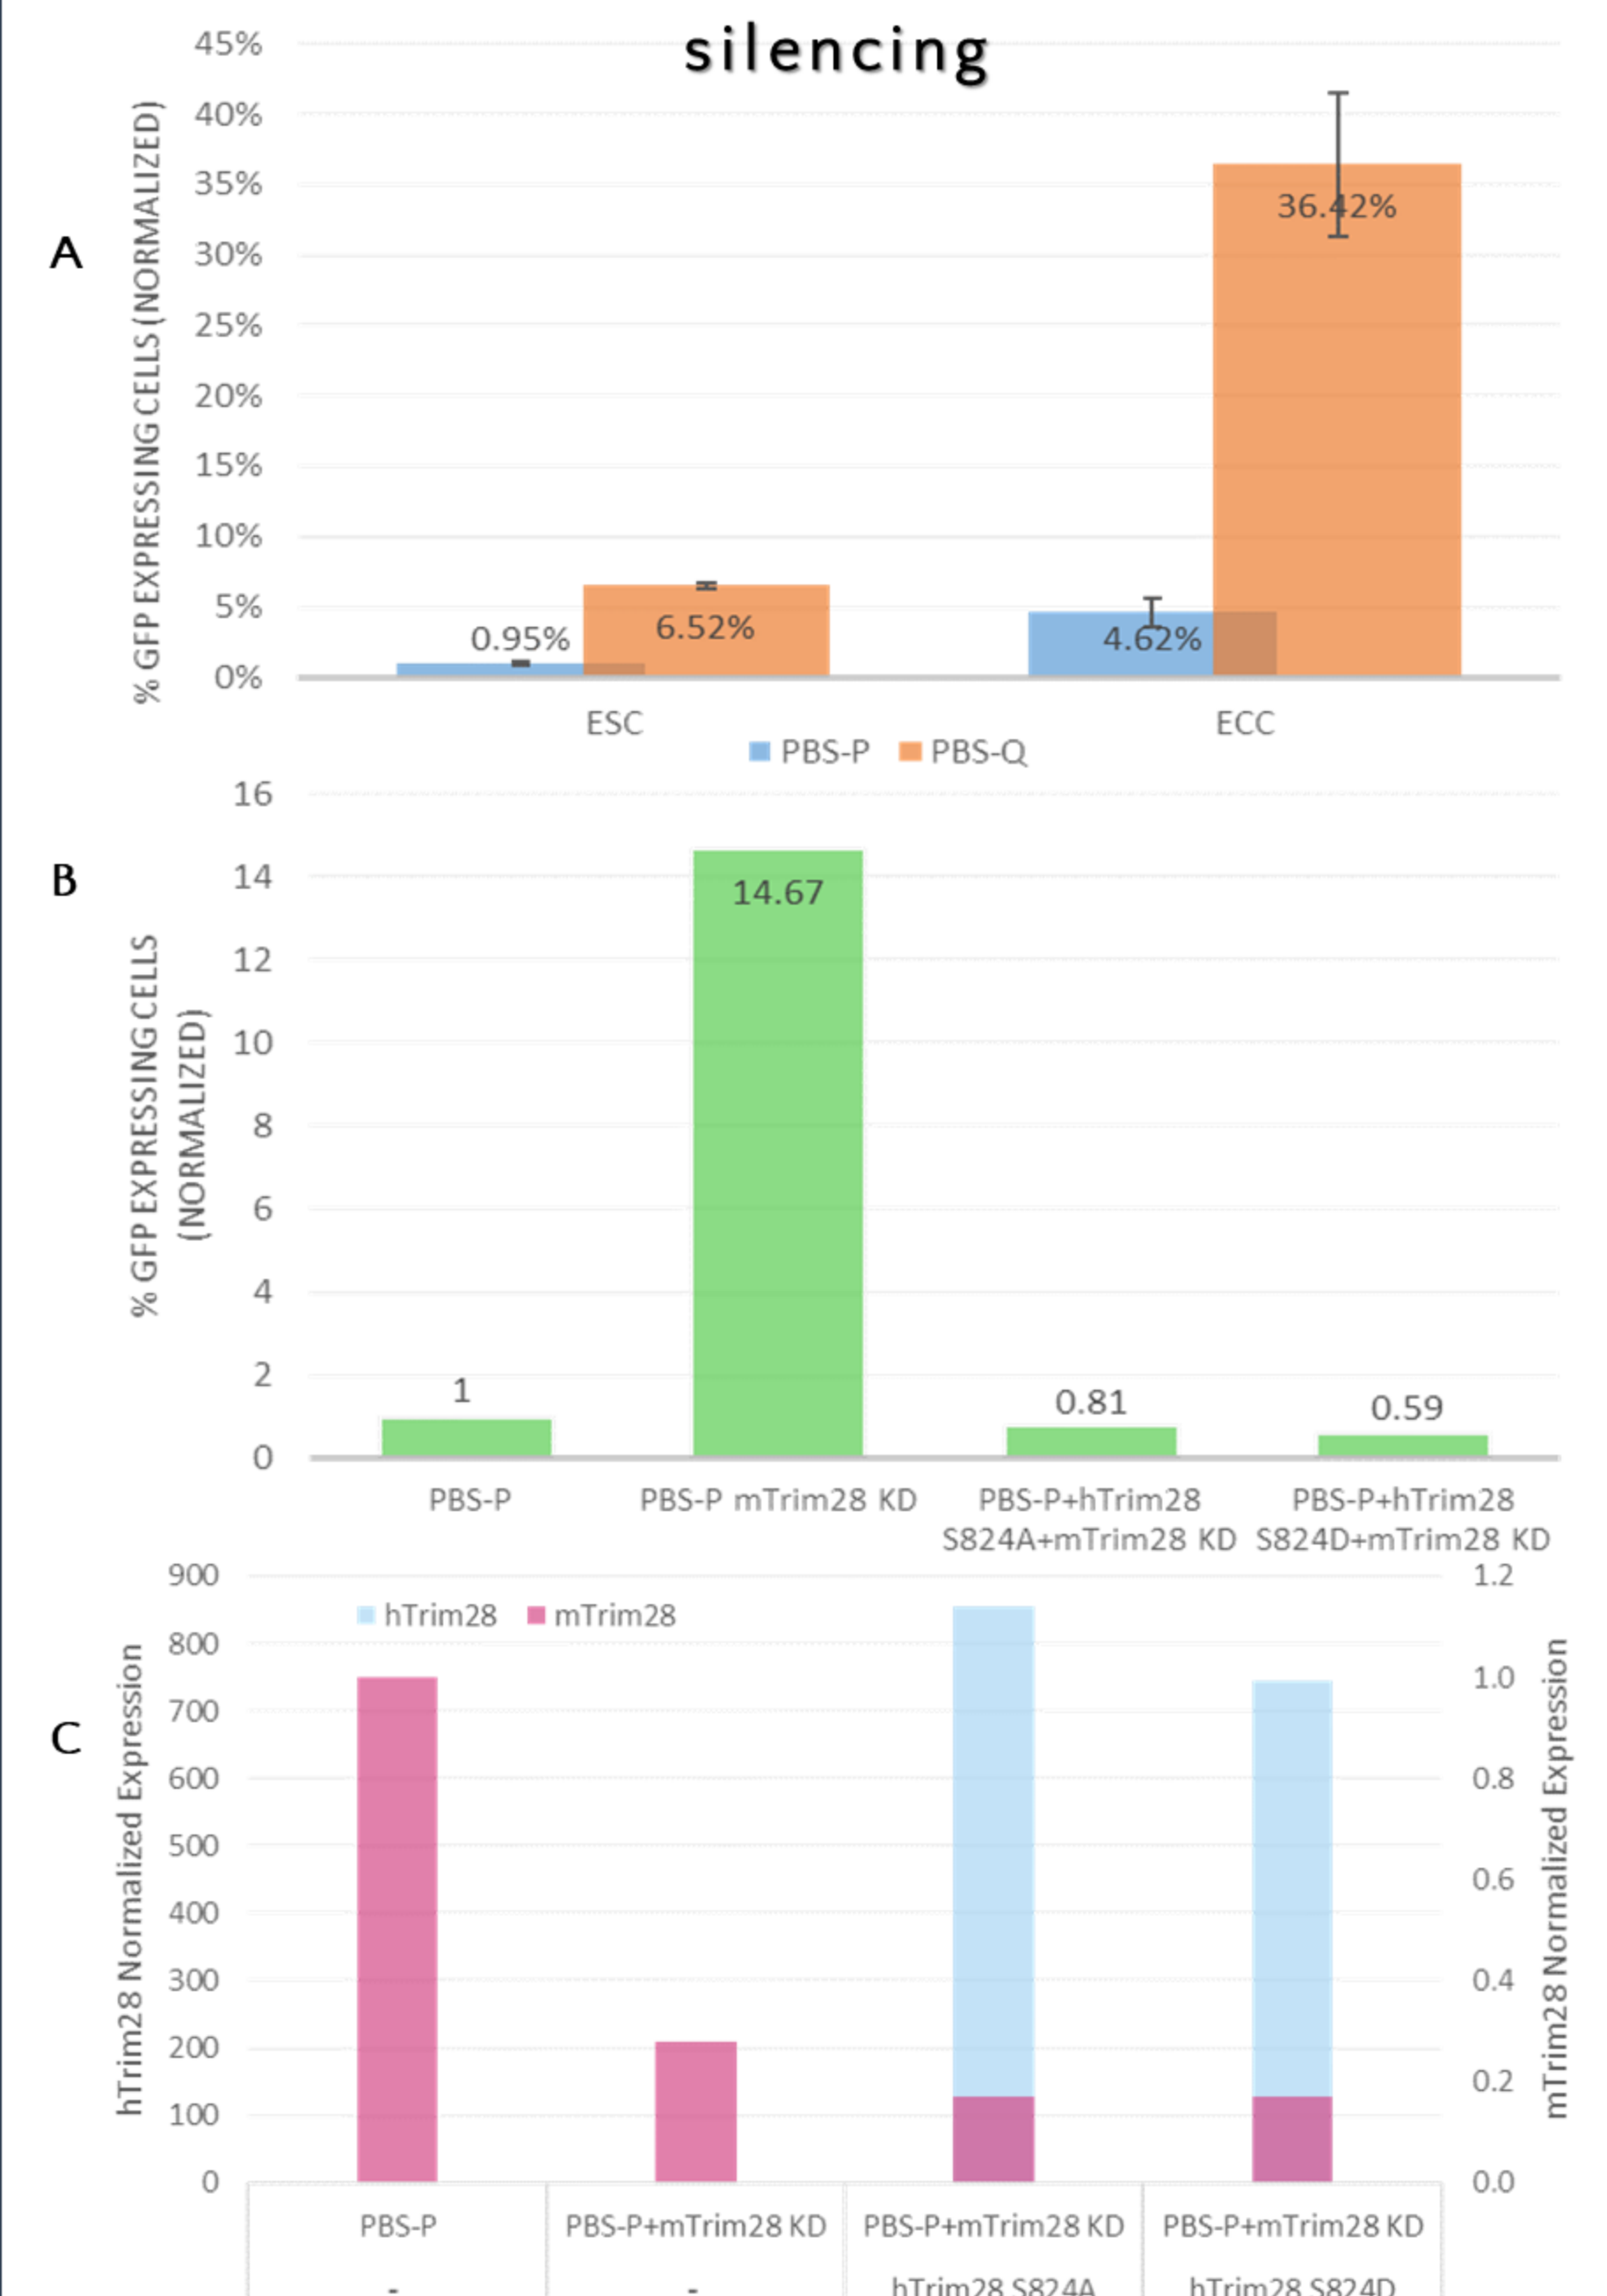 silencing
A
% GFP EXPRESSING CELLS (NORMALIZED)
45%
40%
35%
30%
25%
20%
15%
10%
5%
0%
0.95%
6.52%
4.62%
36.42%
ESC
ECC
PBS-P
PBS-Q
B
% GFP EXPRESSING CELLS
(NORMALIZED)
16
14
12
10
8
6
4
2
0
1
14.67
0.81
0.59
PBS-P
PBS-P mTrim28 KD
PBS-P+hTrim28
S824A+mTrim28 KD
PBS-P+hTrim28
S824D+mTrim28 KD
C
hTrim28 Normalized Expression
900
800
700
600
500
400
300
200
100
0
hTrim28
mTrim28
1.2
1.0
0.8
0.6
0.4
0.2
0.0
mTrim28 Normalized Expression
PBS-P
PBS-P+mTrim28 KD
PBS-P+mTrim28 KD
PBS-P+mTrim28 KD
-
-
hTrim28 S824A
hTrim28 S824D